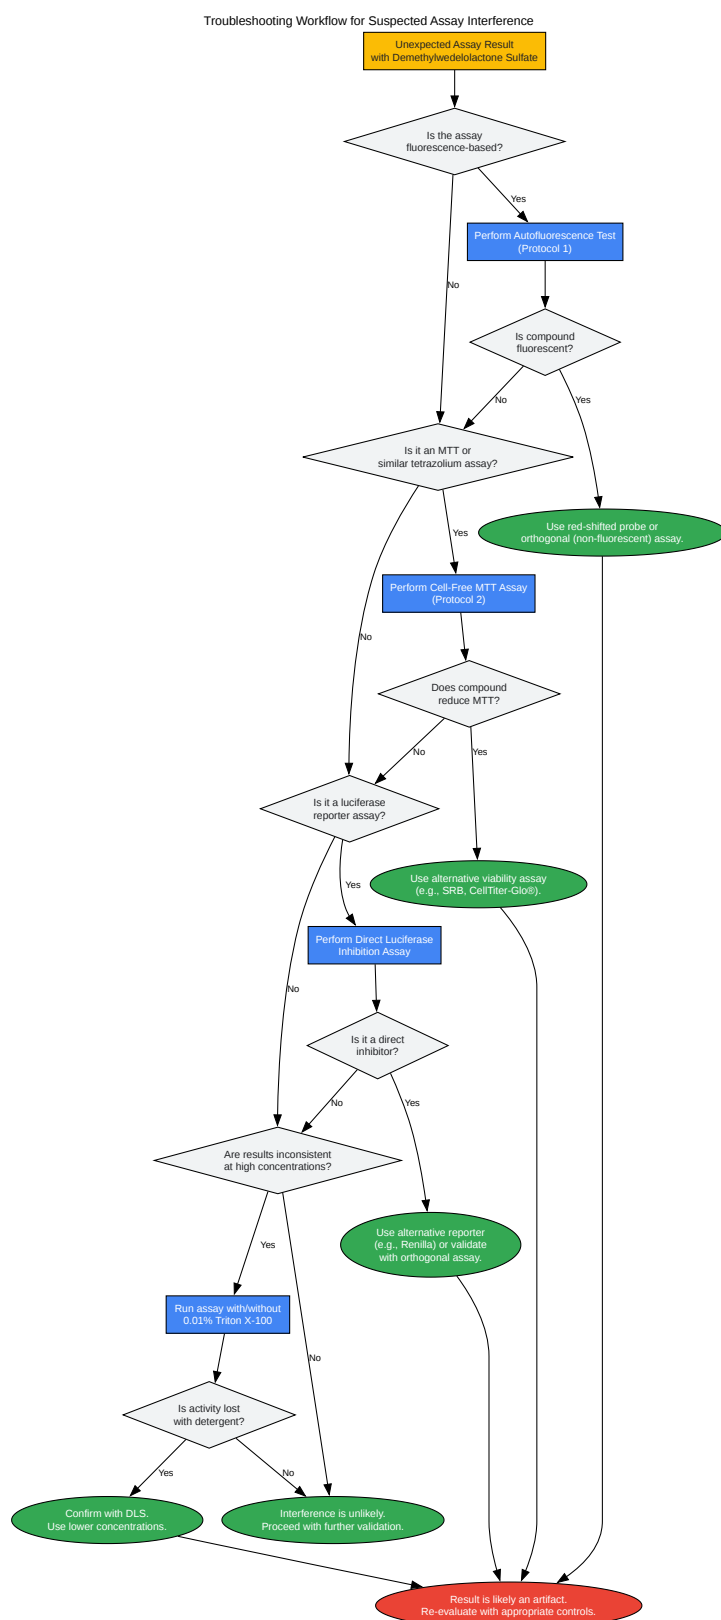 Troubleshooting Workflow for Suspected Assay Interference
Unexpected Assay Result
with Demethylwedelolactone Sulfate
Is the assay
fluorescence-based?
Yes
Perform Autofluorescence Test
(Protocol 1)
No
Is compound
fluorescent?
No
Yes
Is it an MTT or
similar tetrazolium assay?
Use red-shifted probe or
orthogonal (non-fluorescent) assay.
Yes
Perform Cell-Free MTT Assay
(Protocol 2)
No
Does compound
reduce MTT?
No
Yes
Is it a luciferase
reporter assay?
Use alternative viability assay
(e.g., SRB, CellTiter-Glo®).
Yes
Perform Direct Luciferase
Inhibition Assay
No
Is it a direct
inhibitor?
No
Yes
Are results inconsistent
at high concentrations?
Use alternative reporter
(e.g., Renilla) or validate
with orthogonal assay.
Yes
Run assay with/without
0.01% Triton X-100
No
Is activity lost
with detergent?
Yes
No
Confirm with DLS.
Use lower concentrations.
Interference is unlikely.
Proceed with further validation.
Result is likely an artifact.
Re-evaluate with appropriate controls.